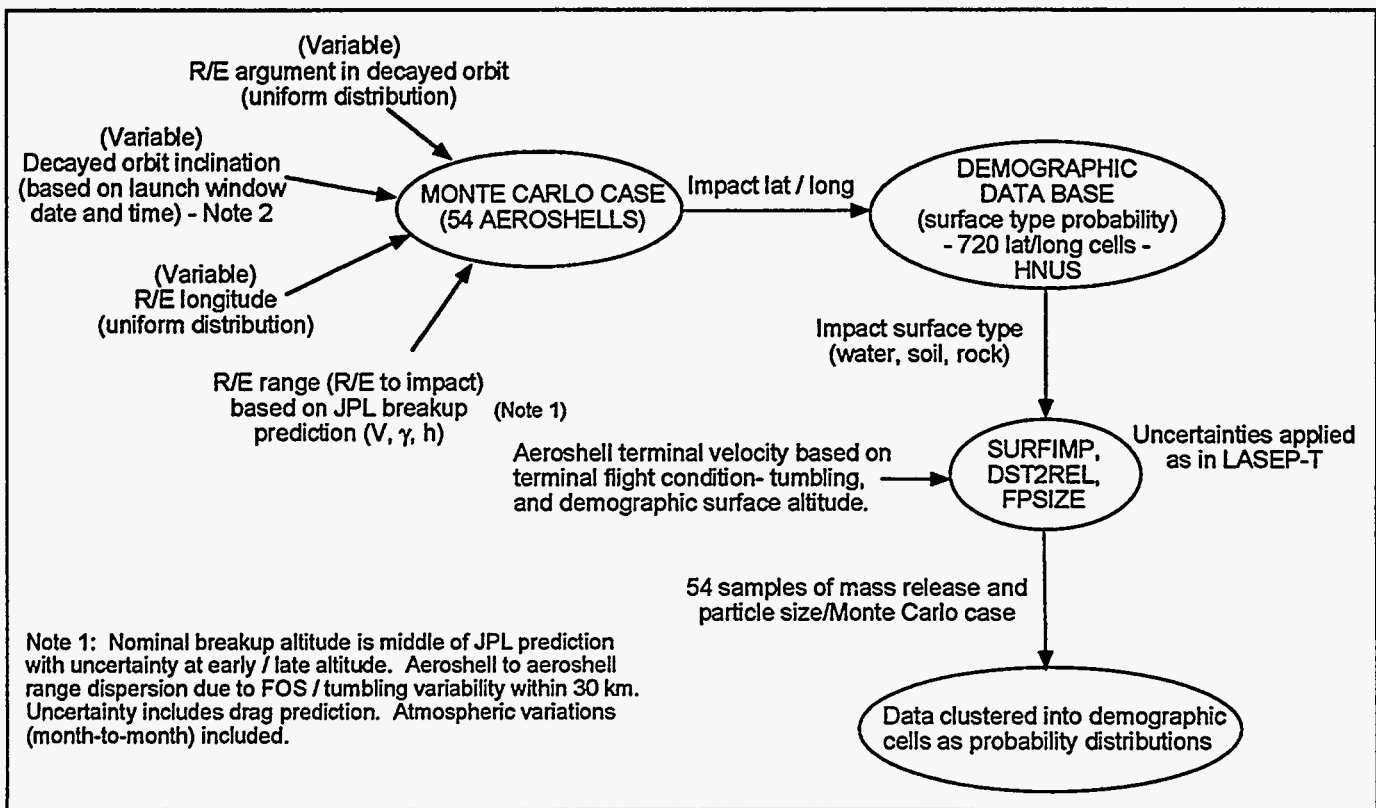 (Variable)
R/E argument in decayed orbit
(uniform distribution)
(Variable)
Decayed orbit inclination
(based on launch window
date and time) - Note 2
(Variable)
R/E longitude
(uniform distribution)
R/E range (R/E to impact)
based on JPL breakup
prediction (V, γ, h)
(Note 1)
MONTE CARLO CASE
(54 AEROSHELLS)
Impact lat / long
DEMOGRAPHIC
DATA BASE
(surface type probability)
- 720 lat/long cells -
HNUS
Impact surface type
(water, soil, rock)
Aeroshell terminal velocity based on
terminal flight condition- tumbling,
and demographic surface altitude.
SURFIMP,
DST2REL,
FPSIZE
Uncertainties applied
as in LASEP-T
54 samples of mass release and
particle size/Monte Carlo case
Data clustered into demographic
cells as probability distributions
Note 1: Nominal breakup altitude is middle of JPL prediction
with uncertainty at early / late altitude. Aeroshell to aeroshell
range dispersion due to FOS / tumbling variability within 30 km.
Uncertainty includes drag prediction. Atmospheric variations
(month-to-month) included.